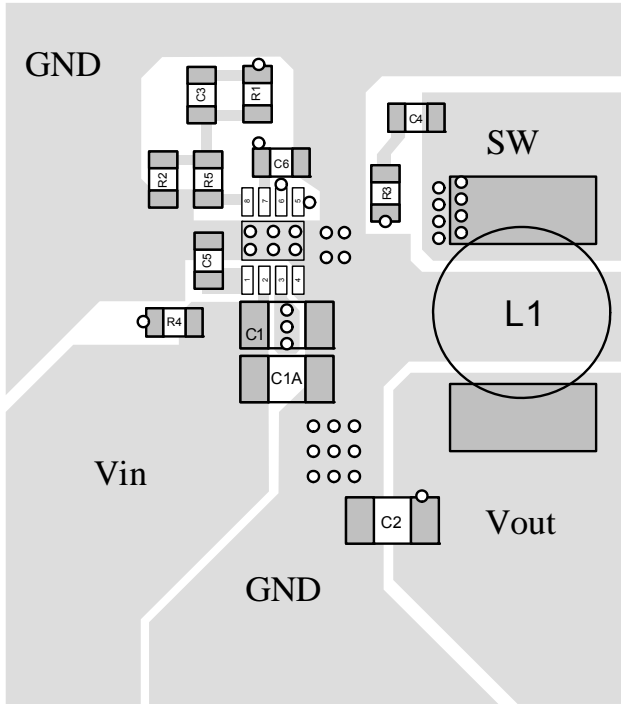 GND
C3
R1
C4
SW
C6
R2
R5
R3
8 7 6 5
C5
1 2 3 4
L1
R4
C1
C1A
Vin
C2
Vout
GND